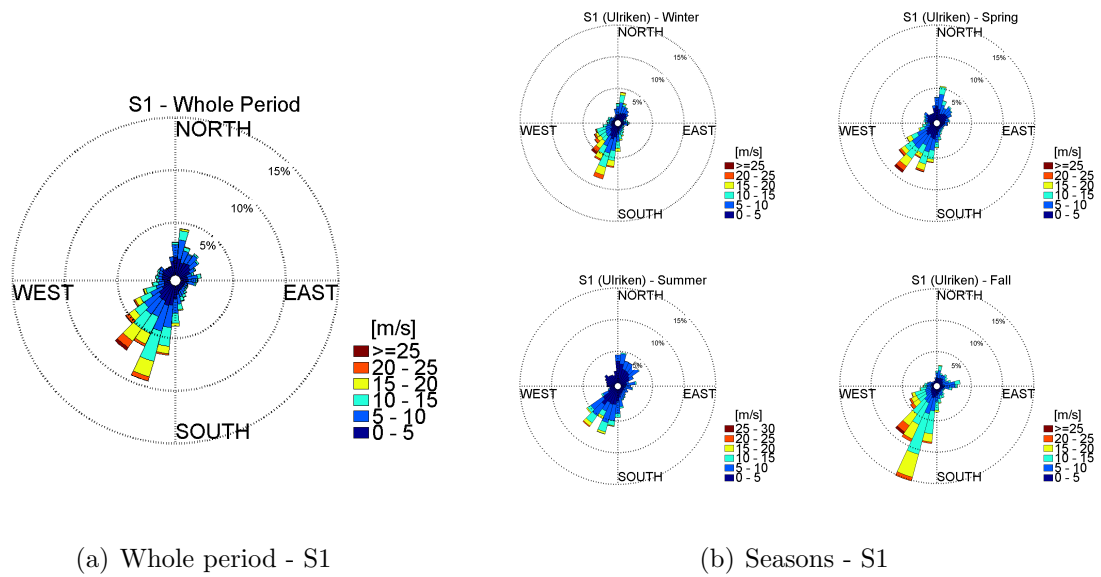 S1 - Whole Period
NORTH
15%
10%
5%
WEST
EAST
SOUTH
[m/s]
>=25
20 - 25
15 - 20
10 - 15
5 - 10
0 - 5
(a) Whole period - S1
S1 (Ulriken) - Winter
NORTH
15%
10%
5%
WEST
EAST
SOUTH
[m/s]
>=25
20 - 25
15 - 20
10 - 15
5 - 10
0 - 5
S1 (Ulriken) - Spring
NORTH
15%
10%
5%
WEST
EAST
SOUTH
[m/s]
>=25
20 - 25
15 - 20
10 - 15
5 - 10
0 - 5
S1 (Ulriken) - Summer
NORTH
15%
10%
5%
WEST
EAST
SOUTH
[m/s]
25 - 30
20 - 25
15 - 20
10 - 15
5 - 10
0 - 5
S1 (Ulriken) - Fall
NORTH
15%
10%
5%
WEST
EAST
SOUTH
[m/s]
>=25
20 - 25
15 - 20
10 - 15
5 - 10
0 - 5
(b) Seasons - S1